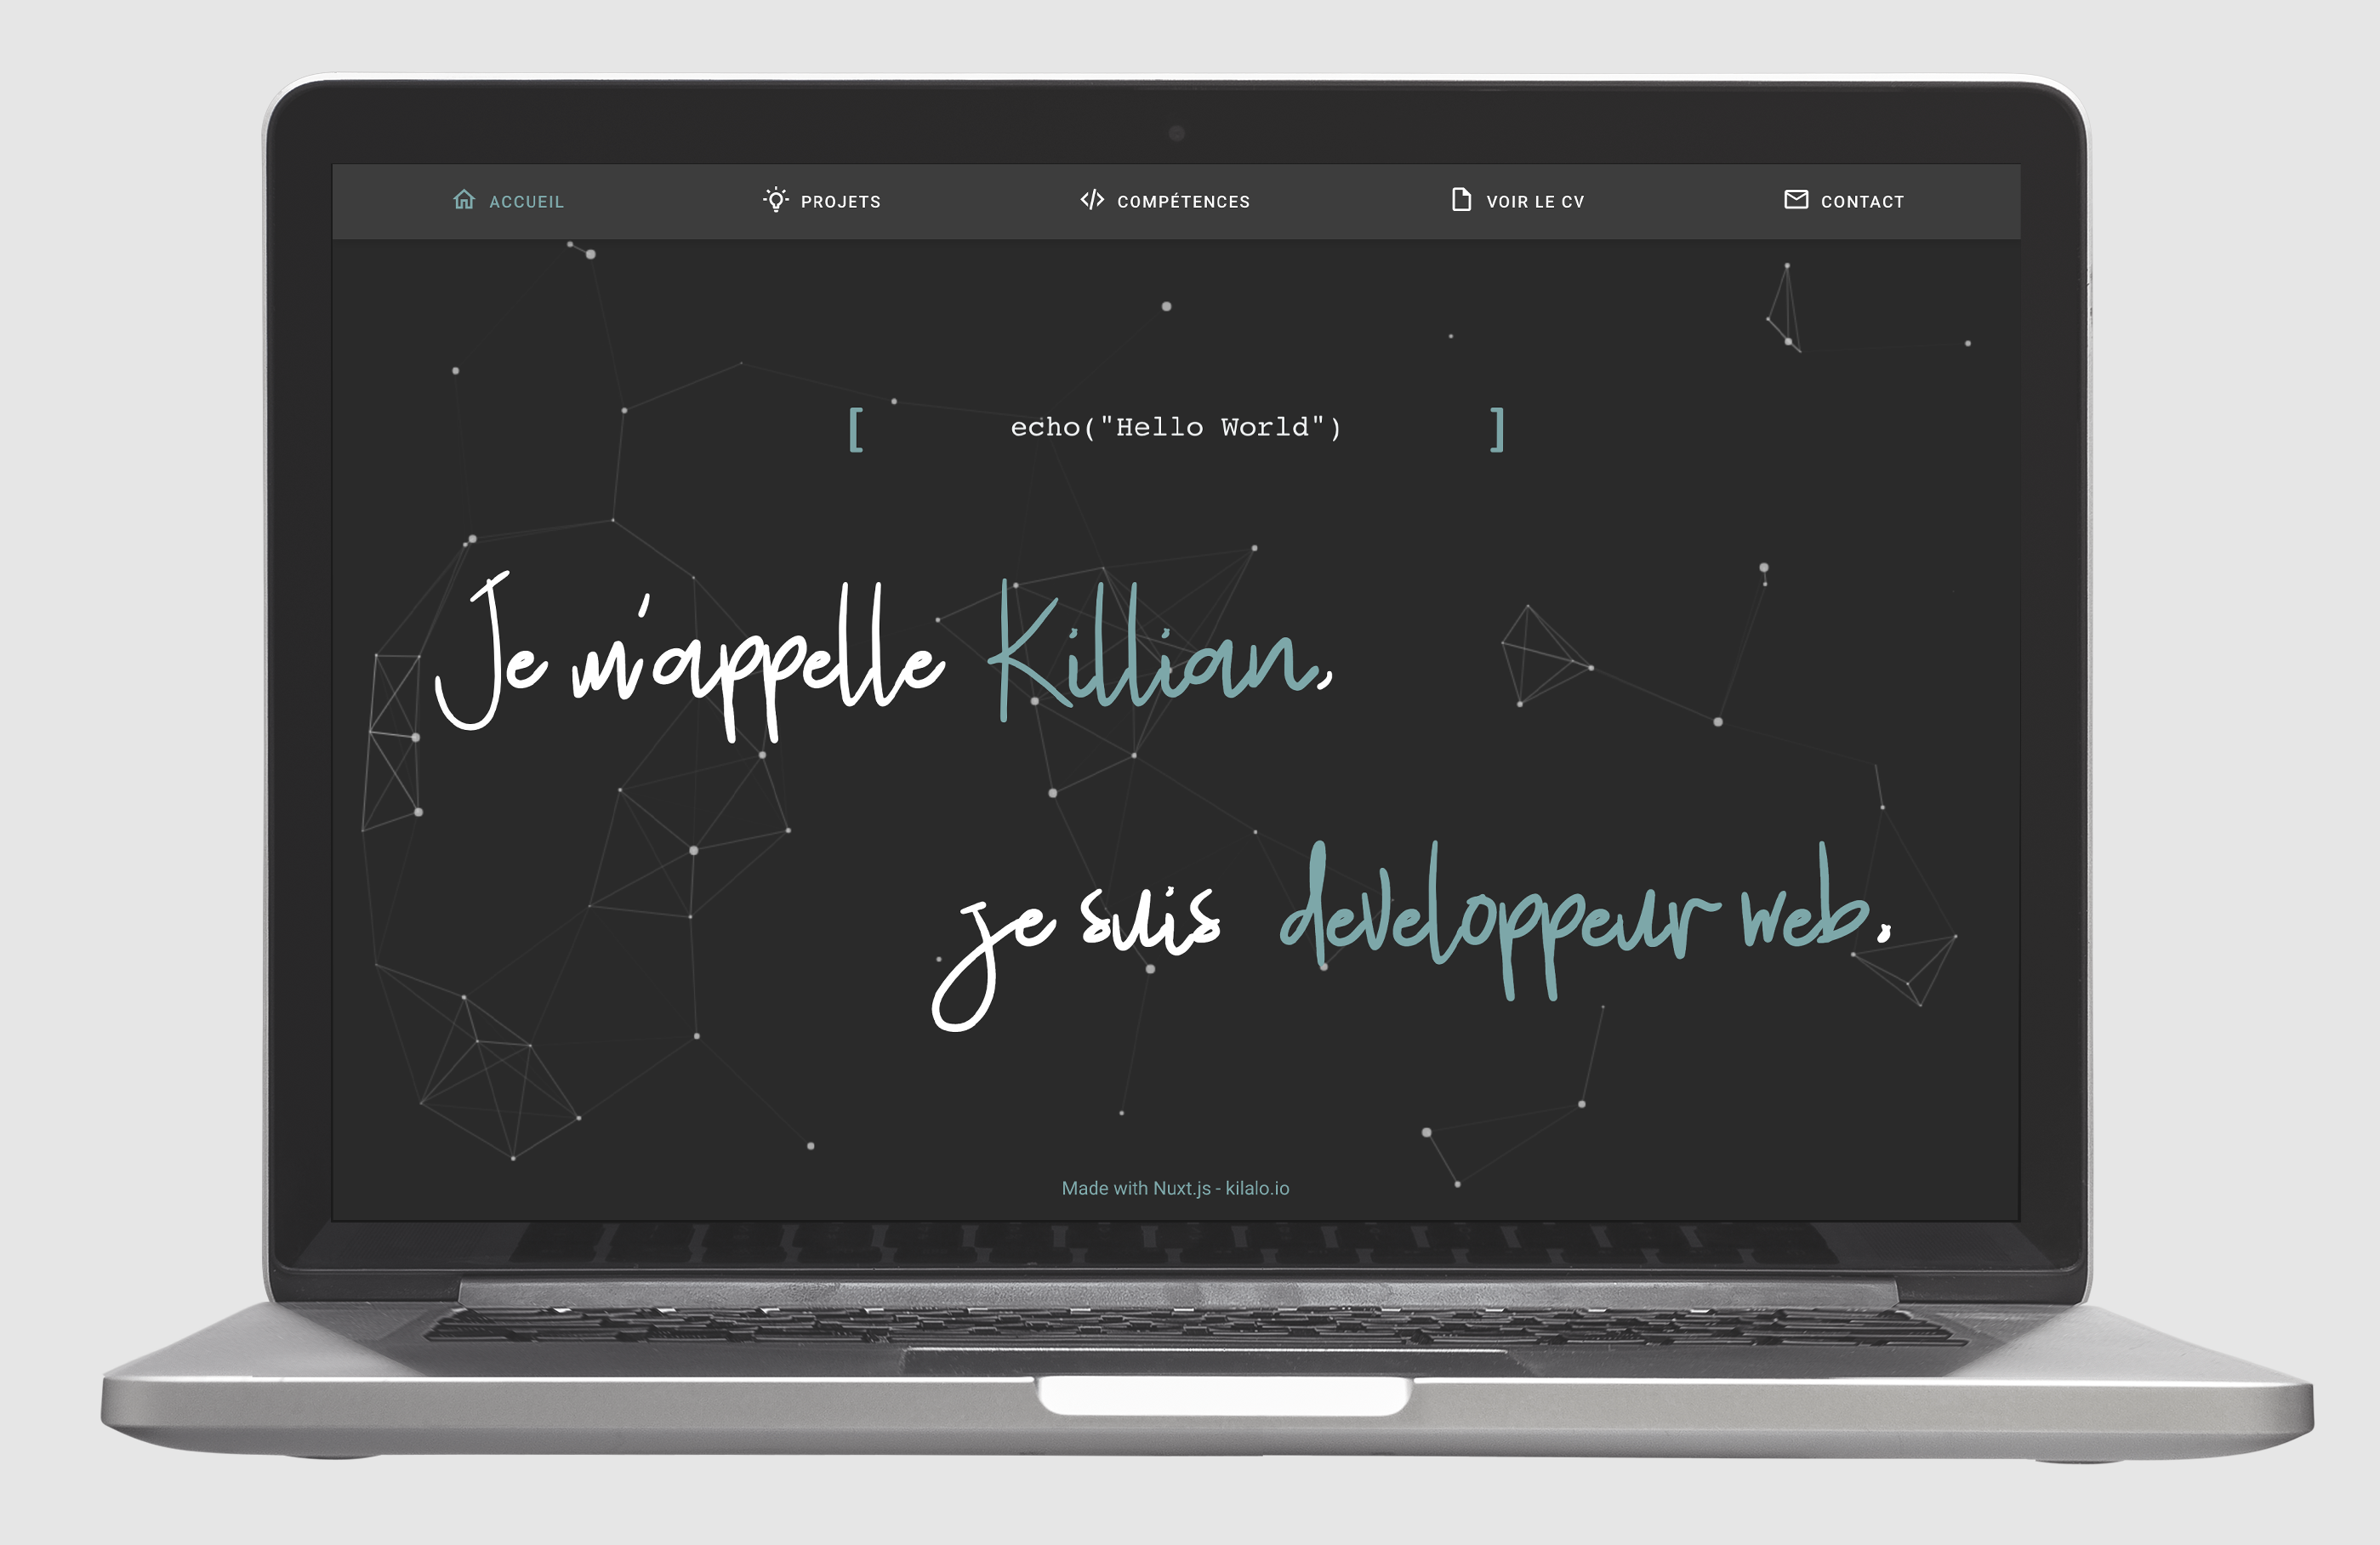 ACCUEIL PROJETS COMPÉTENCES VOIR LE CV CONTACT
[ echo("Hello World") ]
Je m'appelle Killian,
je suis developpeur web.
Made with Nuxt.js - kilalo.io